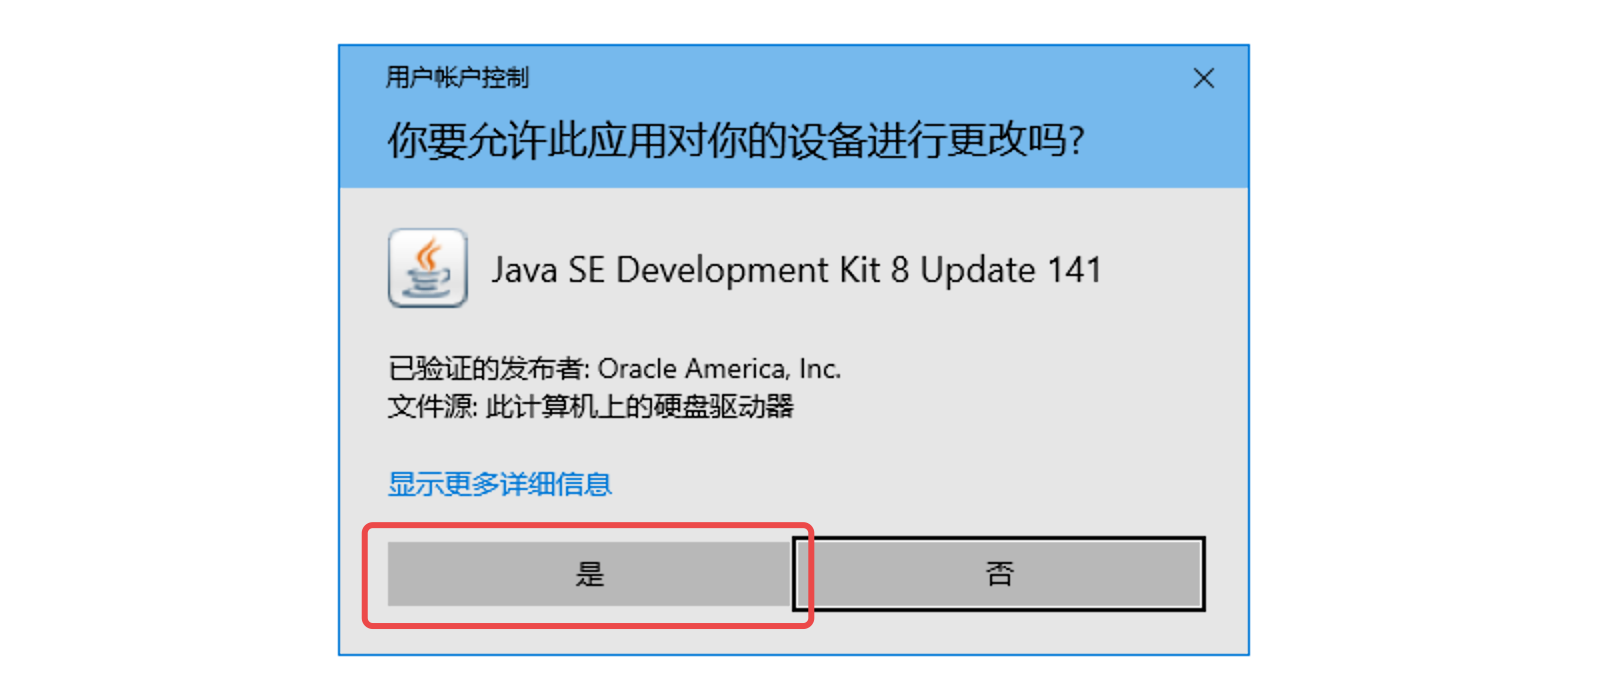 用户帐户控制
你要允许此应用对你的设备进行更改吗?
Java SE Development Kit 8 Update 141
已验证的发布者: Oracle America, Inc.
文件源: 此计算机上的硬盘驱动器
显示更多详细信息
是
否